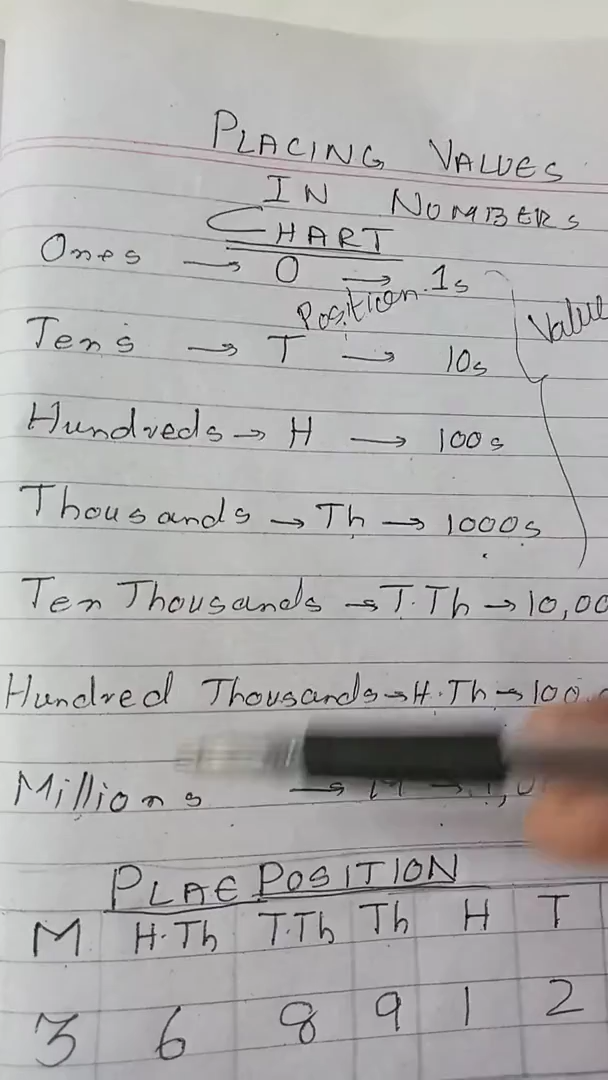 PLACING VALUES
IN NUMBERS
CHART
Ones → O → 1s
Position
Value
Tens → T → 10s
Hundreds → H → 100s
Thousands → Th → 1000s
Ten Thousands → T.Th → 10,00
Hundred Thousands → H.Th → 100,
Millions → M →
PLAE POSITION
M H.Th T.Th Th H T
3 6 8 9 1 2